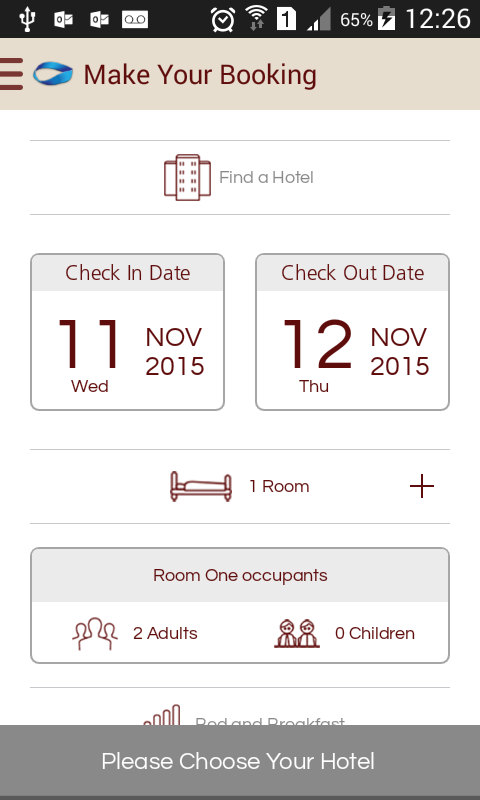 1 65% 12:26
Make Your Booking
Find a Hotel
Check In Date
11 NOV 2015
Wed
Check Out Date
12 NOV 2015
Thu
1 Room
Room One occupants
2 Adults 0 Children
Bed and Breakfast
Please Choose Your Hotel